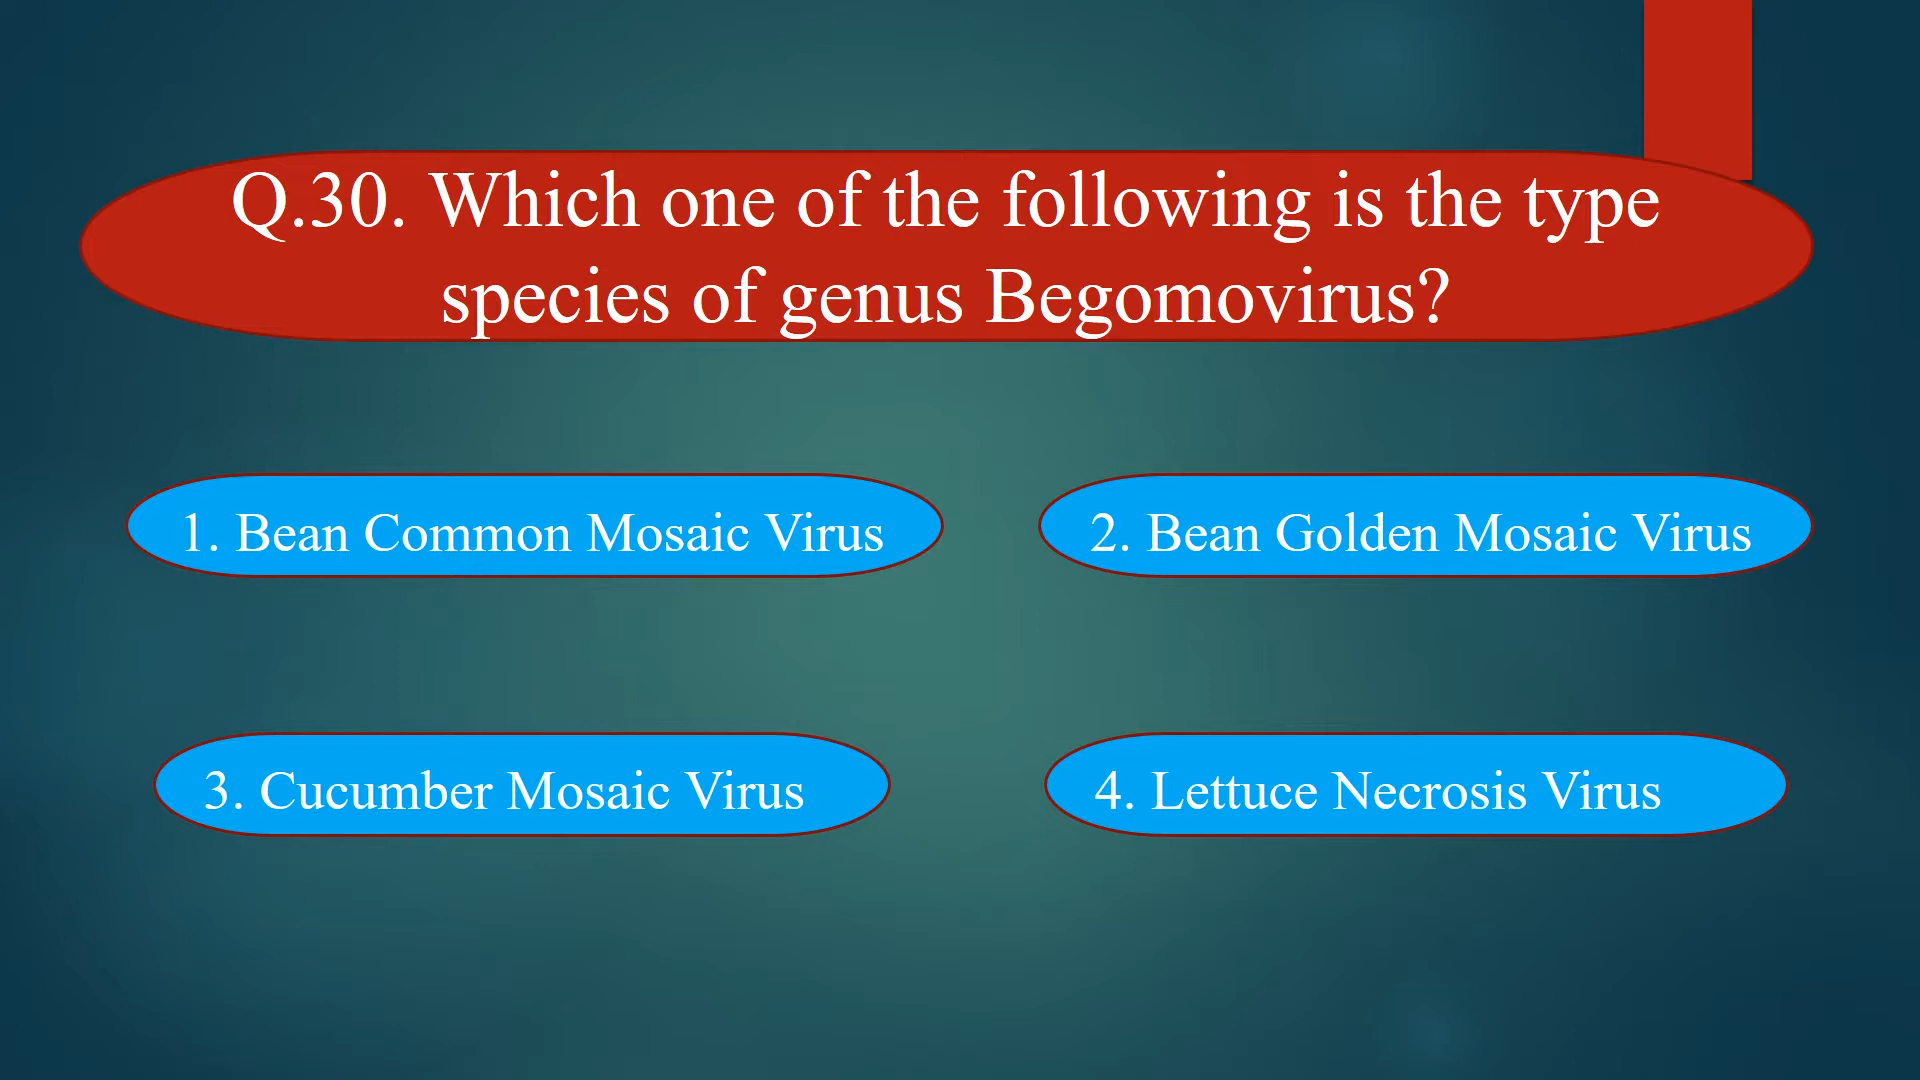 Q.30. Which one of the following is the type
species of genus Begomovirus?
1. Bean Common Mosaic Virus
2. Bean Golden Mosaic Virus
3. Cucumber Mosaic Virus
4. Lettuce Necrosis Virus